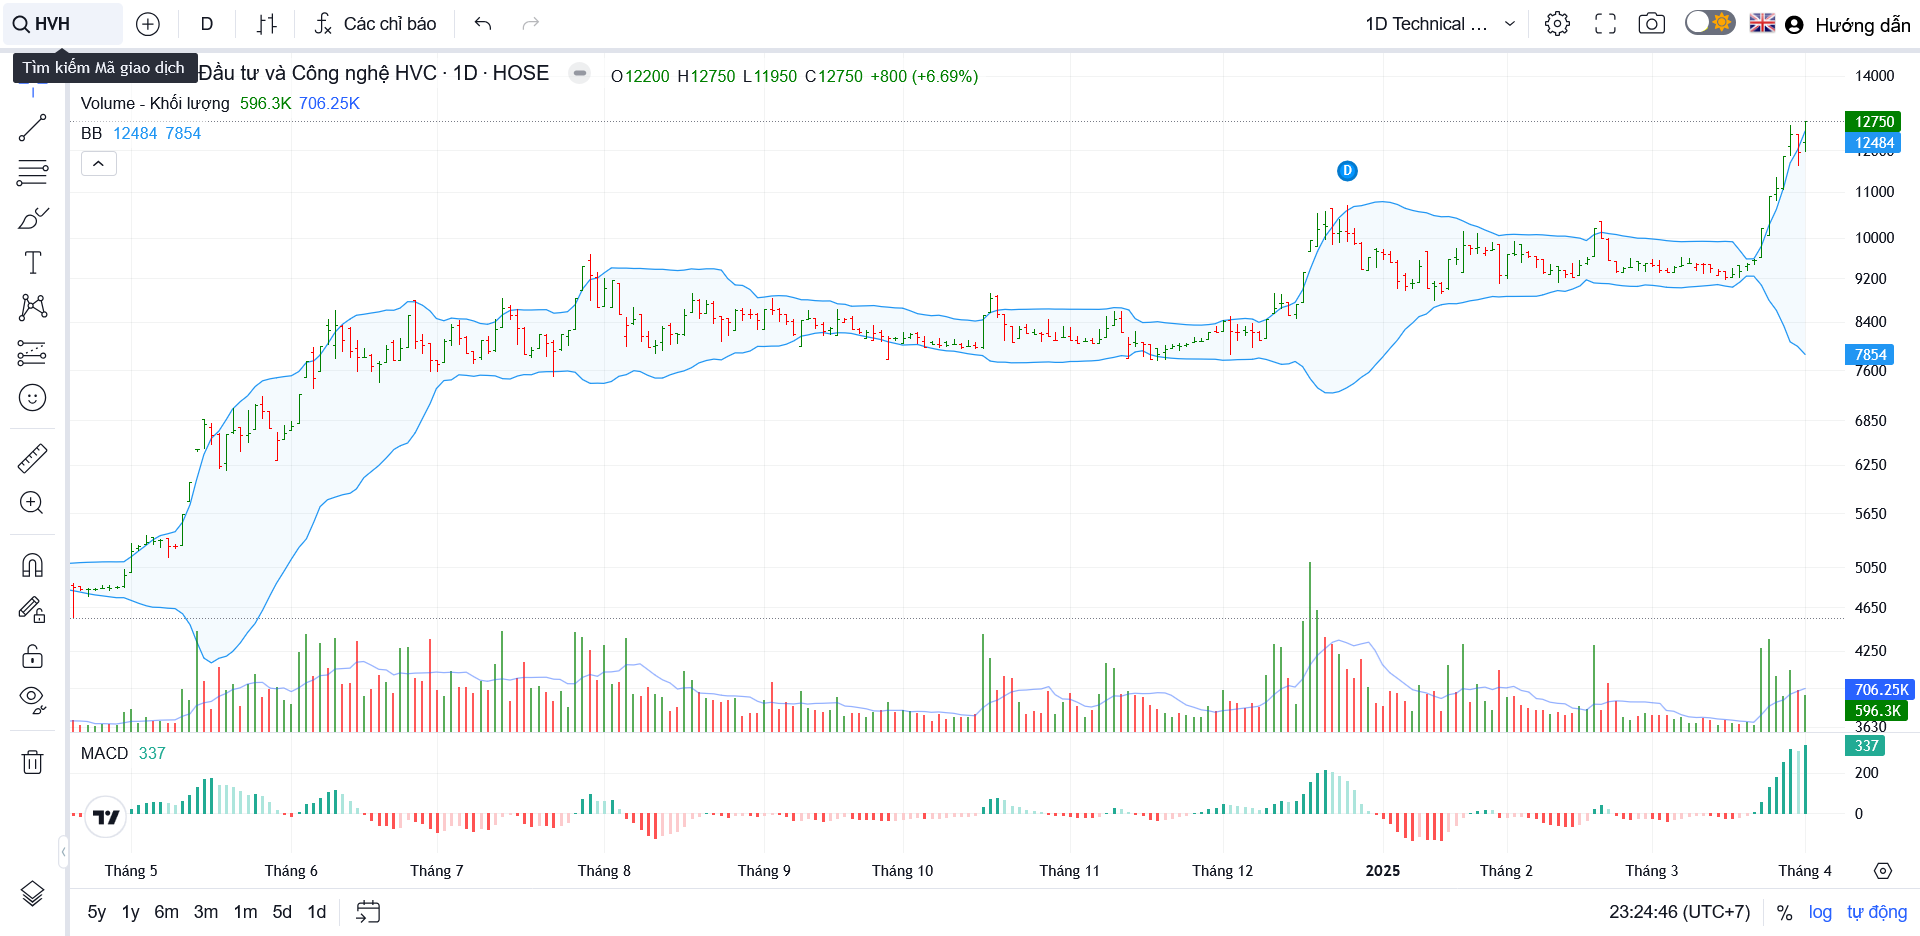 HVH
D
Các chỉ báo
1D Technical ...
Hướng dẫn
Tìm kiếm Mã giao dịch
Đầu tư và Công nghệ HVC · 1D · HOSE
O12200 H12750 L11950 C12750 +800 (+6.69%)
Volume - Khối lượng 596.3K 706.25K
BB 12484 7854
D
14000
12750
12484
12000
11000
10000
9200
8400
7854
7600
6850
6250
5650
5050
4650
4250
706.25K
596.3K
3630
MACD 337
337
200
0
Tháng 5 Tháng 6 Tháng 7 Tháng 8 Tháng 9 Tháng 10 Tháng 11 Tháng 12 2025 Tháng 2 Tháng 3 Tháng 4
5y 1y 6m 3m 1m 5d 1d
23:24:46 (UTC+7) % log tự động